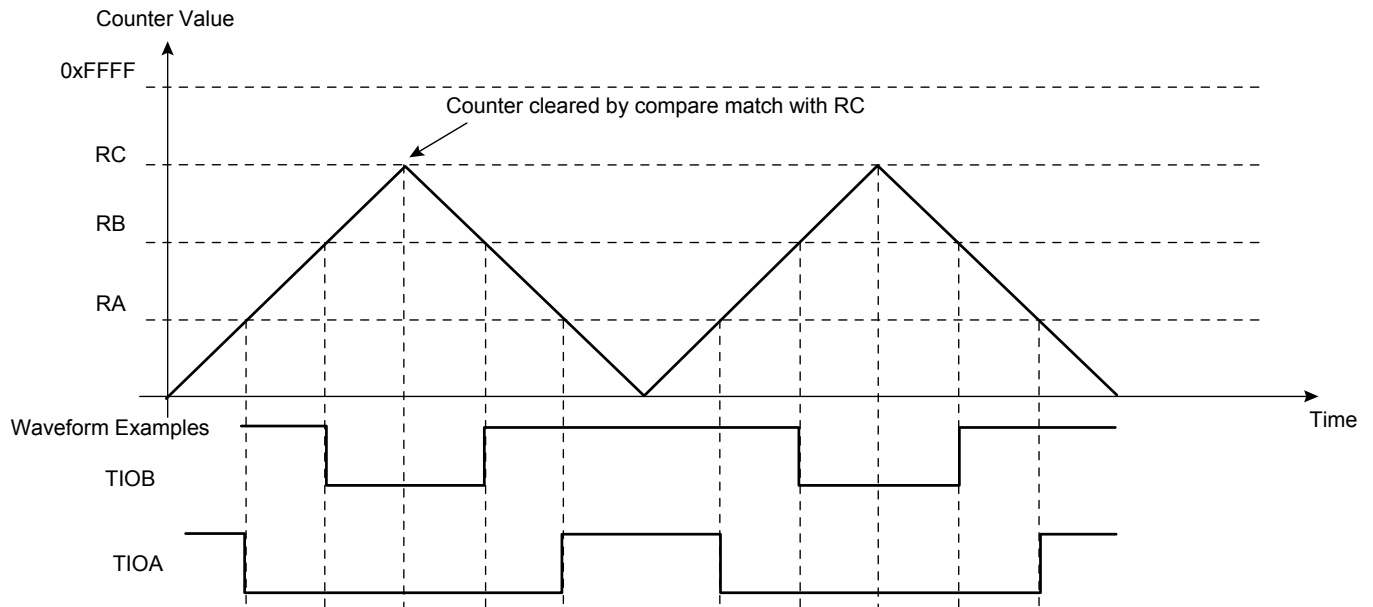 Counter Value
0xFFFF
Counter cleared by compare match with RC
RC
RB
RA
Time
Waveform Examples
TIOB
TIOA